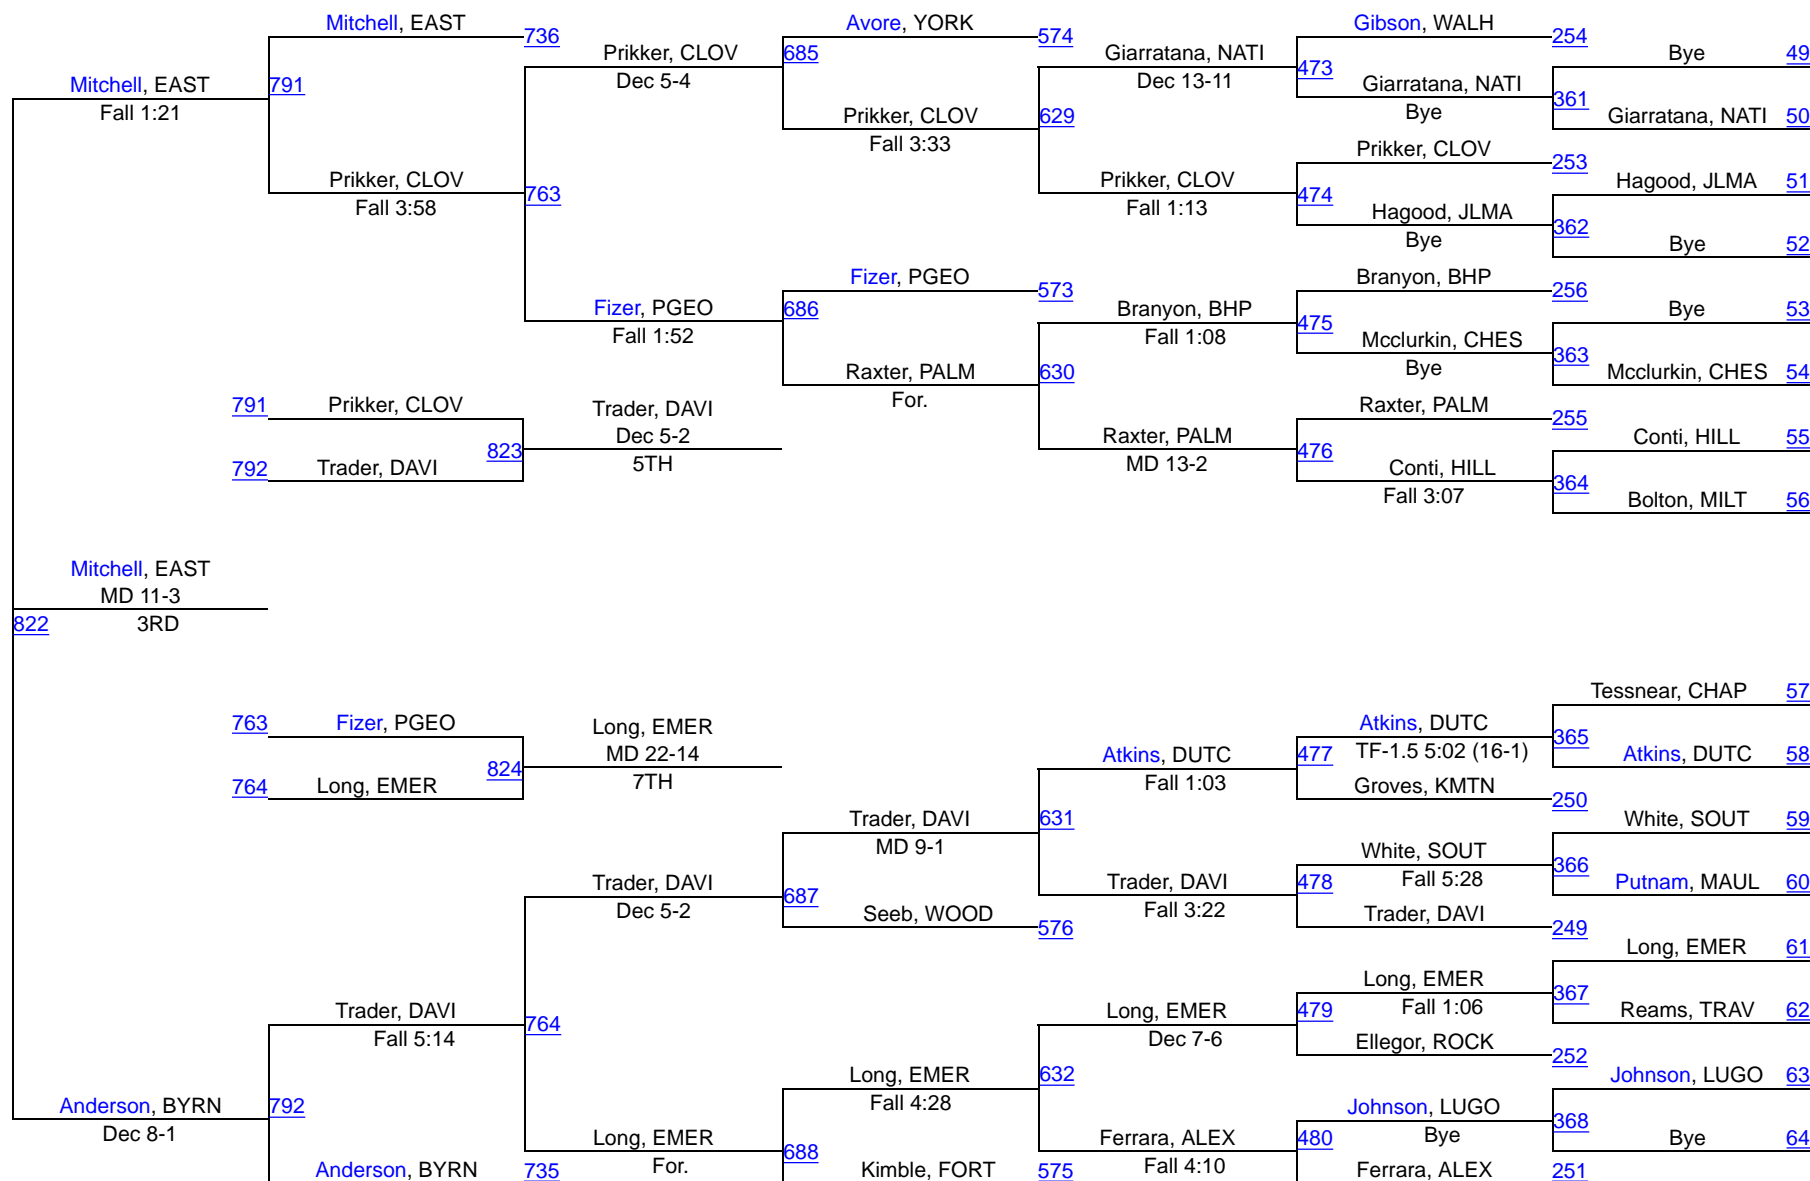 Mitchell, EAST
736
Avore, YORK
574
Gibson, WALH
254
Prikker, CLOV
685
Giarratana, NATI
473
Bye
49
Mitchell, EAST
791
Dec 5-4
Dec 13-11
Giarratana, NATI
361
Fall 1:21
Prikker, CLOV
629
Bye
Giarratana, NATI
50
Fall 3:33
Prikker, CLOV
253
Prikker, CLOV
763
Prikker, CLOV
474
Hagood, JLMA
51
Fall 3:58
Fall 1:13
Hagood, JLMA
362
Bye
Bye
52
Fizer, PGEO
573
Branyon, BHP
256
Fizer, PGEO
686
Branyon, BHP
475
Bye
53
Fall 1:52
Fall 1:08
Mcclurkin, CHES
363
Raxter, PALM
630
Bye
Mcclurkin, CHES
54
For.
791
Prikker, CLOV
Trader, DAVI
Raxter, PALM
255
Dec 5-2
Raxter, PALM
476
Conti, HILL
55
823
792
Trader, DAVI
5TH
MD 13-2
Conti, HILL
364
Fall 3:07
Bolton, MILT
56
Mitchell, EAST
MD 11-3
822
3RD
Tessnear, CHAP
57
763
Fizer, PGEO
Long, EMER
Atkins, DUTC
365
MD 22-14
Atkins, DUTC
477
TF-1.5 5:02 (16-1)
Atkins, DUTC
58
824
764
Long, EMER
7TH
Fall 1:03
Groves, KMTN
250
Trader, DAVI
631
White, SOUT
59
MD 9-1
White, SOUT
366
Trader, DAVI
687
Trader, DAVI
478
Fall 5:28
Putnam, MAUL
60
Dec 5-2
Seeb, WOOD
576
Fall 3:22
Trader, DAVI
249
Long, EMER
61
Long, EMER
367
Trader, DAVI
764
Long, EMER
479
Fall 1:06
Reams, TRAV
62
Fall 5:14
Dec 7-6
Ellegor, ROCK
252
Long, EMER
632
Johnson, LUGO
63
Fall 4:28
Anderson, BYRN
792
Johnson, LUGO
368
Dec 8-1
Long, EMER
688
Ferrara, ALEX
480
Bye
Bye
64
Anderson, BYRN
735
For.
Kimble, FORT
575
Fall 4:10
Ferrara, ALEX
251